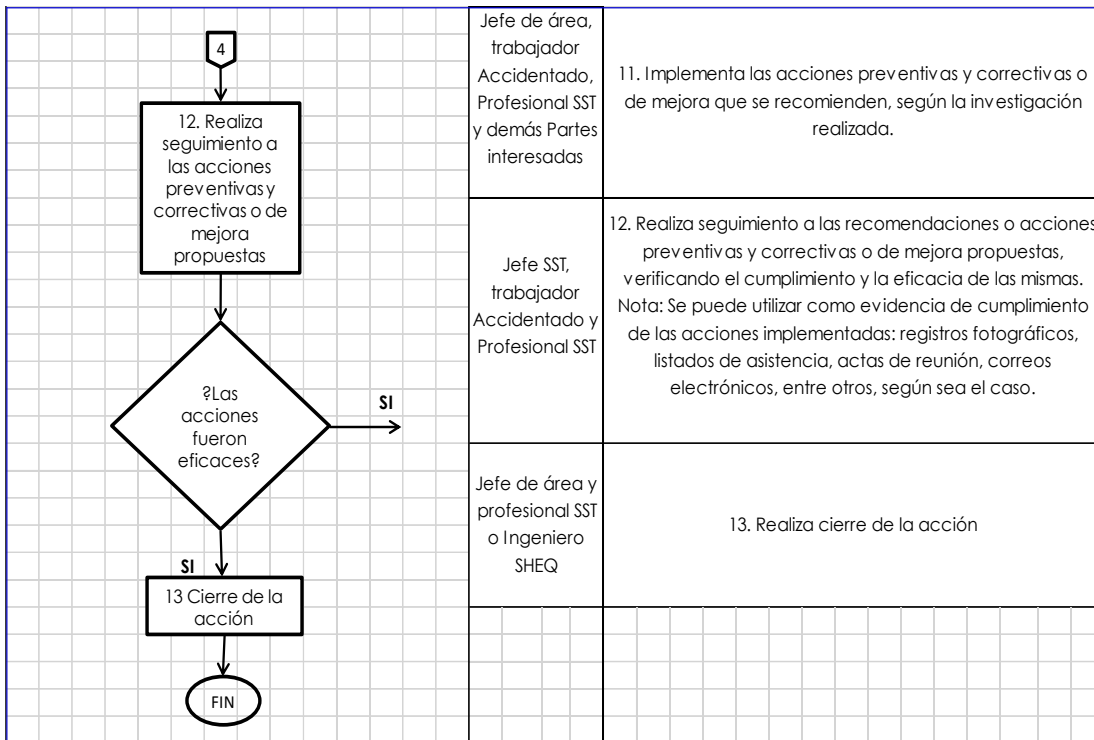 4
12. Realiza
seguimiento a
las acciones
preventivas y
correctivas o de
mejora
propuestas
?Las
acciones
fueron
eficaces?
SI
SI
13 Cierre de la
acción
FIN
Jefe de área,
trabajador
Accidentado,
Profesional SST
y demás Partes
interesadas
11. Implementa las acciones preventivas y correctivas o
de mejora que se recomienden, según la investigación
realizada.
Jefe SST,
trabajador
Accidentado y
Profesional SST
12. Realiza seguimiento a las recomendaciones o acciones
preventivas y correctivas o de mejora propuestas,
verificando el cumplimiento y la eficacia de las mismas.
Nota: Se puede utilizar como evidencia de cumplimiento
de las acciones implementadas: registros fotográficos,
listados de asistencia, actas de reunión, correos
electrónicos, entre otros, según sea el caso.
Jefe de área y
profesional SST
o Ingeniero
SHEQ
13. Realiza cierre de la acción